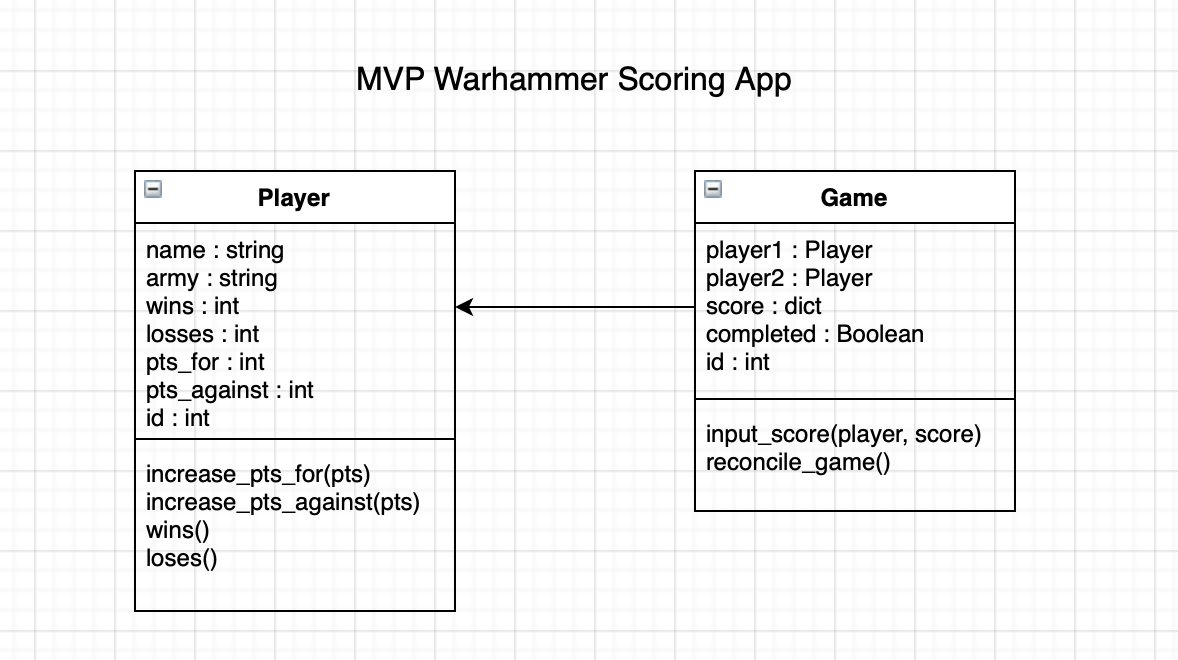 MVP Warhammer Scoring App
Player
name : string
army : string
wins : int
losses : int
pts_for : int
pts_against : int
id : int
increase_pts_for(pts)
increase_pts_against(pts)
wins()
loses()
Game
player1 : Player
player2 : Player
score : dict
completed : Boolean
id : int
input_score(player, score)
reconcile_game()